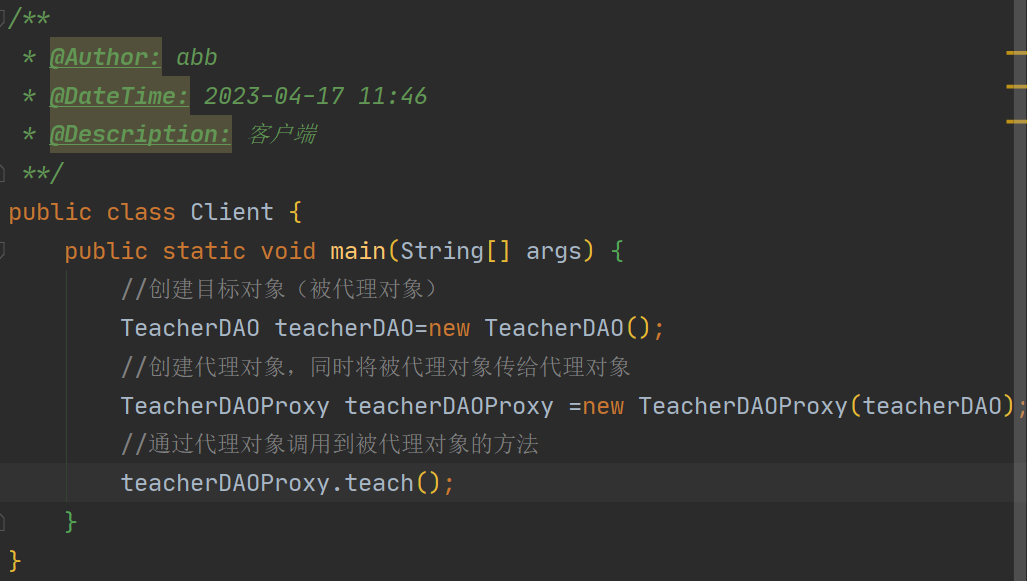 /**
 * @Author: abb
 * @DateTime: 2023-04-17 11:46
 * @Description: 客户端
 **/
public class Client {
    public static void main(String[] args) {
        //创建目标对象（被代理对象）
        TeacherDAO teacherDAO=new TeacherDAO();
        //创建代理对象，同时将被代理对象传给代理对象
        TeacherDAOProxy teacherDAOProxy =new TeacherDAOProxy(teacherDAO);
        //通过代理对象调用到被代理对象的方法
        teacherDAOProxy.teach();
    }
}